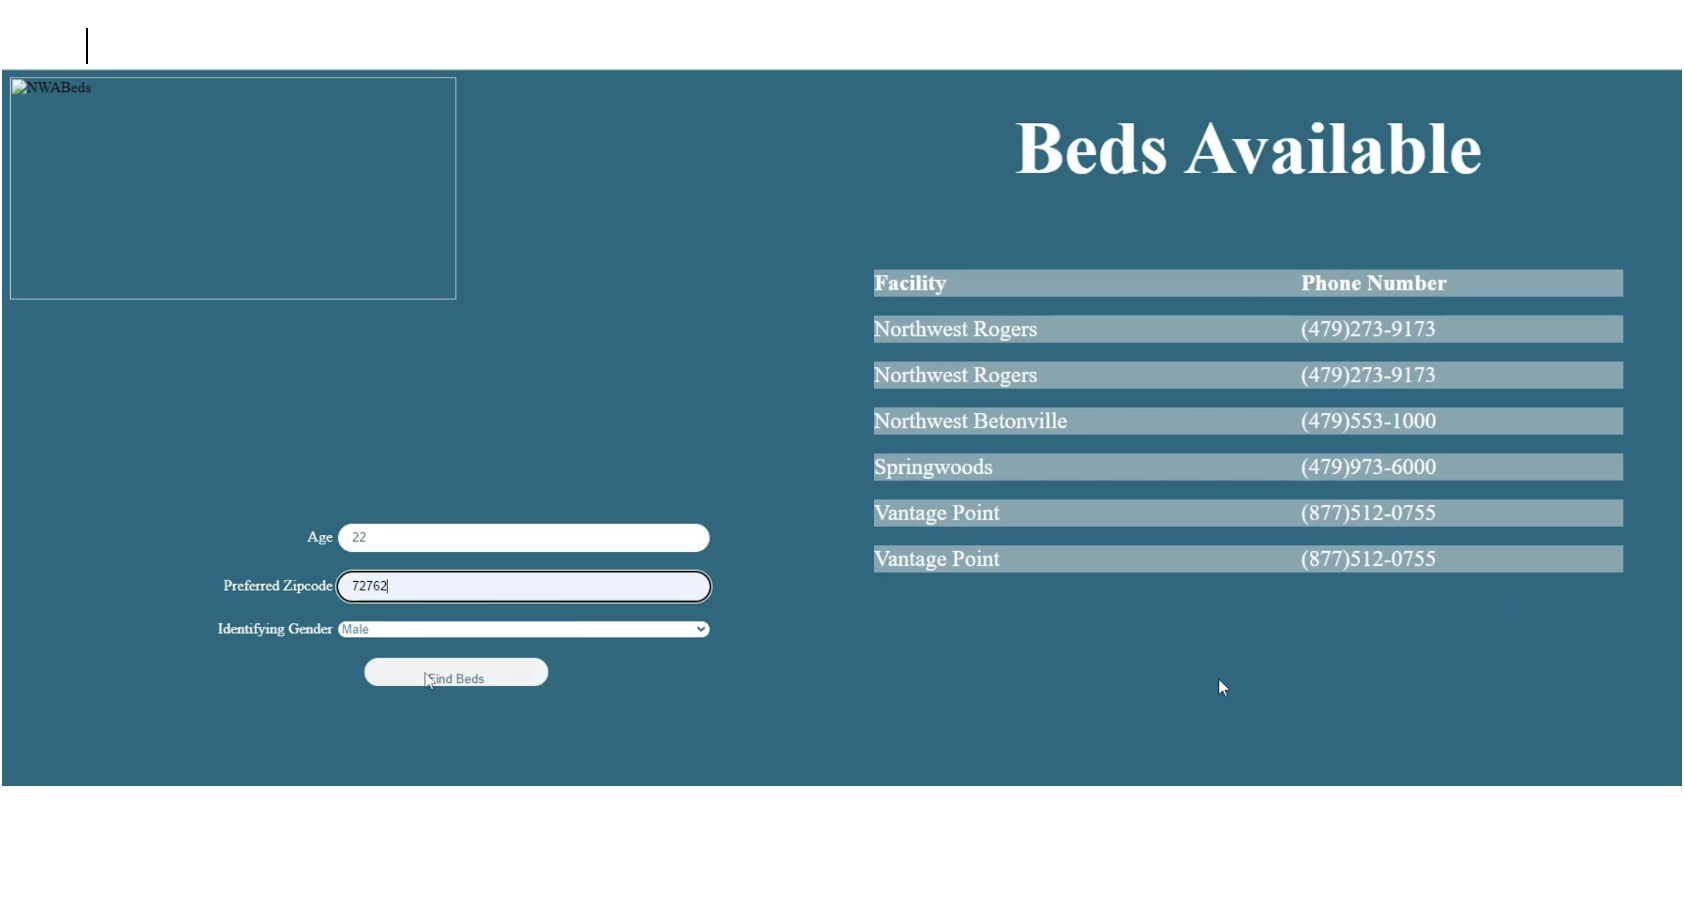 NWABeds
Beds Available
Facility Phone Number
Northwest Rogers (479)273-9173
Northwest Rogers (479)273-9173
Northwest Betonville (479)553-1000
Springwoods (479)973-6000
Vantage Point (877)512-0755
Vantage Point (877)512-0755
Age 22
Preferred Zipcode 72762
Identifying Gender Male
Find Beds